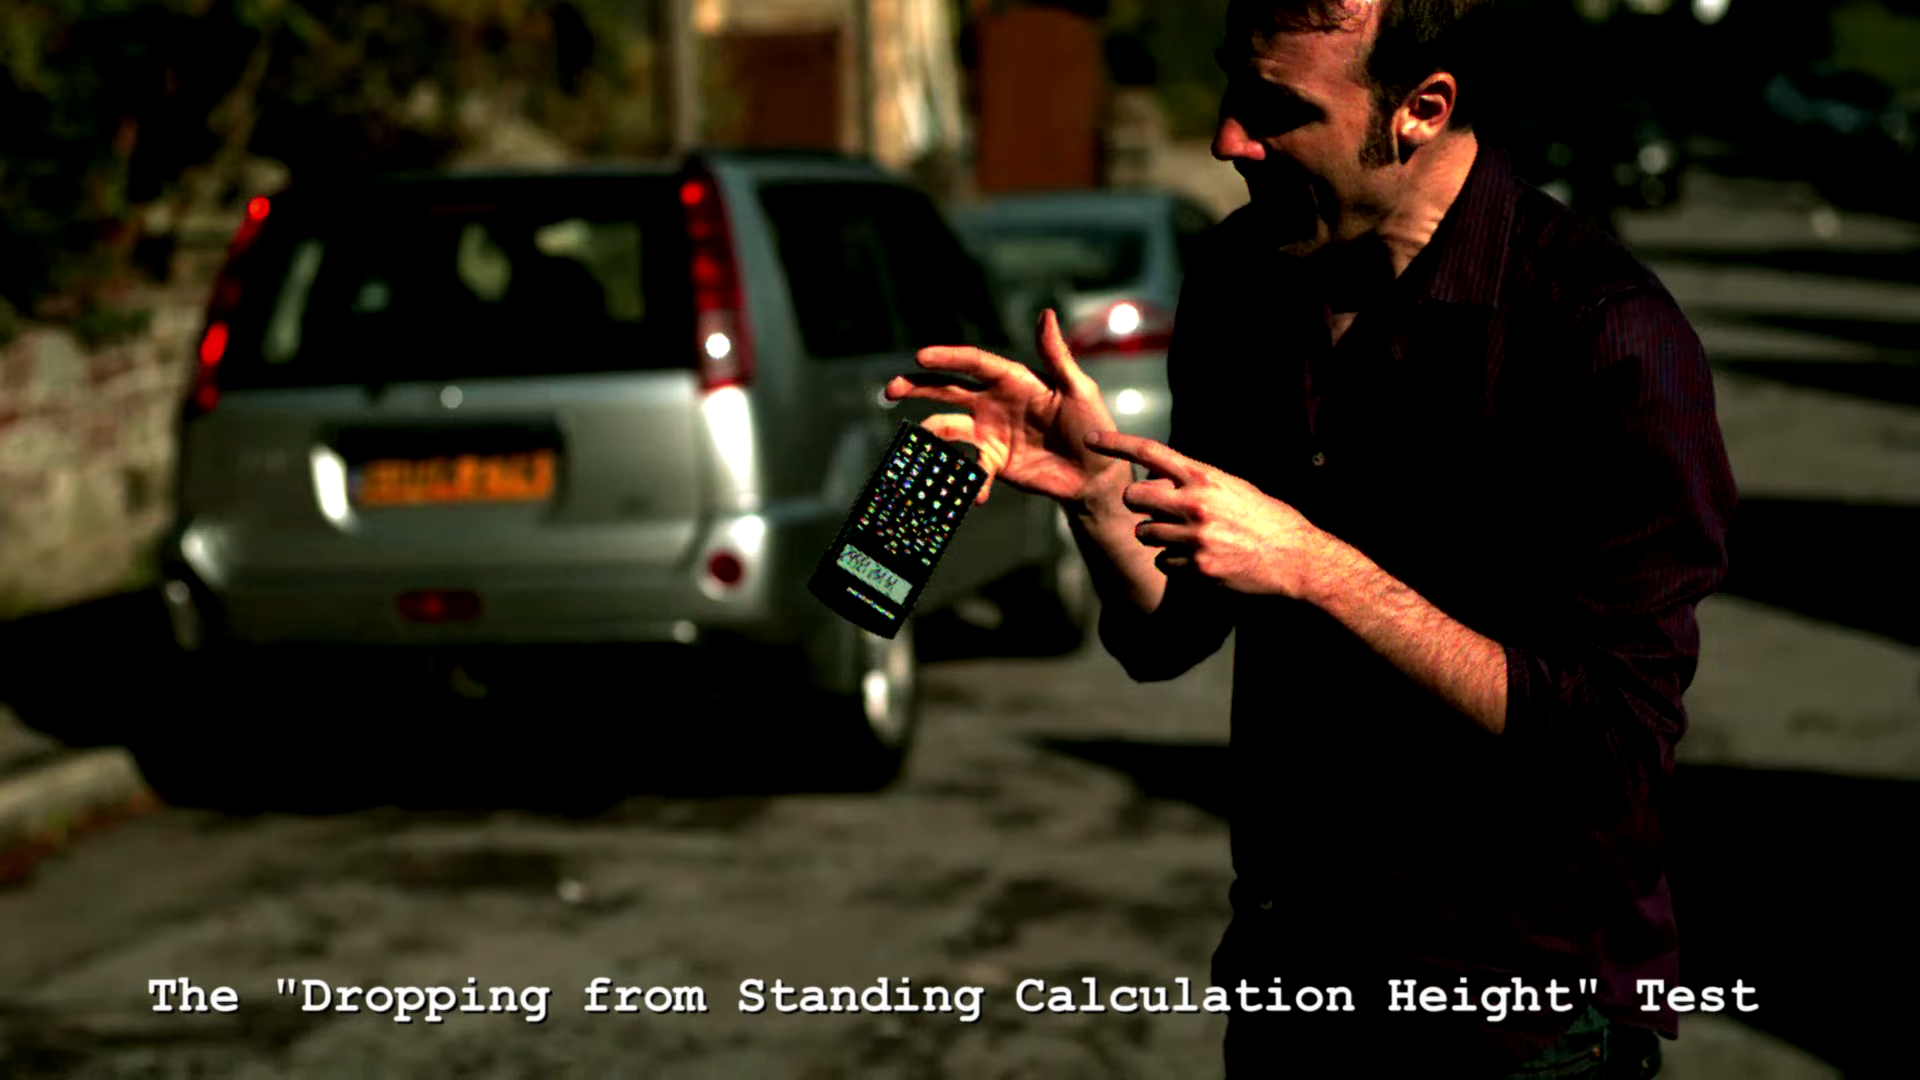 The "Dropping from Standing Calculation Height" Test